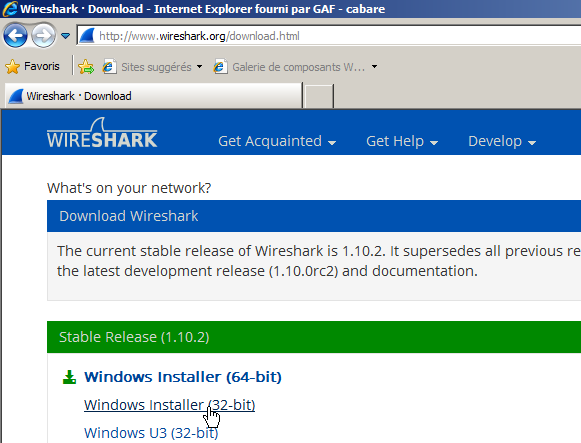 Wireshark · Download - Internet Explorer fourni par GAF - cabare
http://www.wireshark.org/download.html
Favoris Sites suggérés Galerie de composants W...
Wireshark · Download
WIRESHARK Get Acquainted Get Help Develop
What's on your network?
Download Wireshark
The current stable release of Wireshark is 1.10.2. It supersedes all previous re
the latest development release (1.10.0rc2) and documentation.
Stable Release (1.10.2)
Windows Installer (64-bit)
Windows Installer (32-bit)
Windows U3 (32-bit)